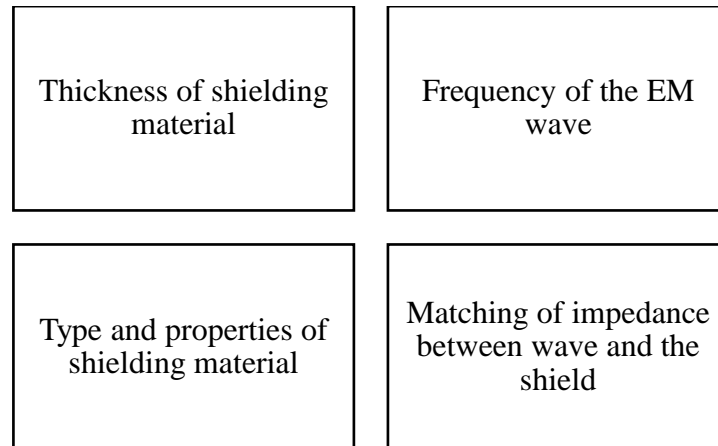 Thickness of shielding
material
Frequency of the EM
wave
Type and properties of
shielding material
Matching of impedance
between wave and the
shield